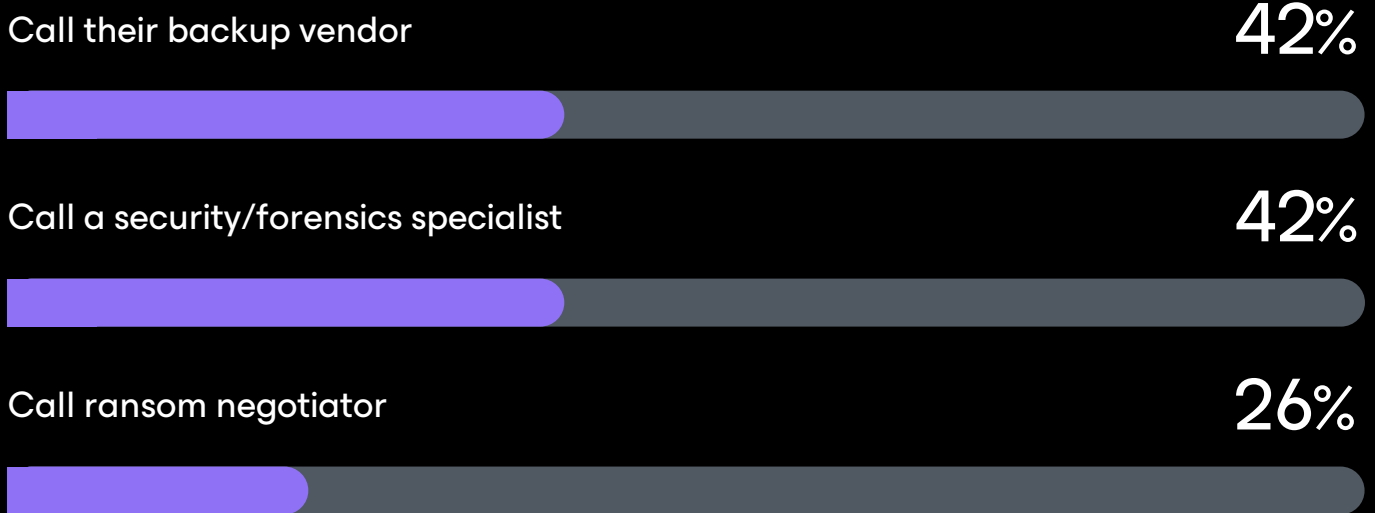 Call their backup vendor 42%
Call a security/forensics specialist 42%
Call ransom negotiator 26%